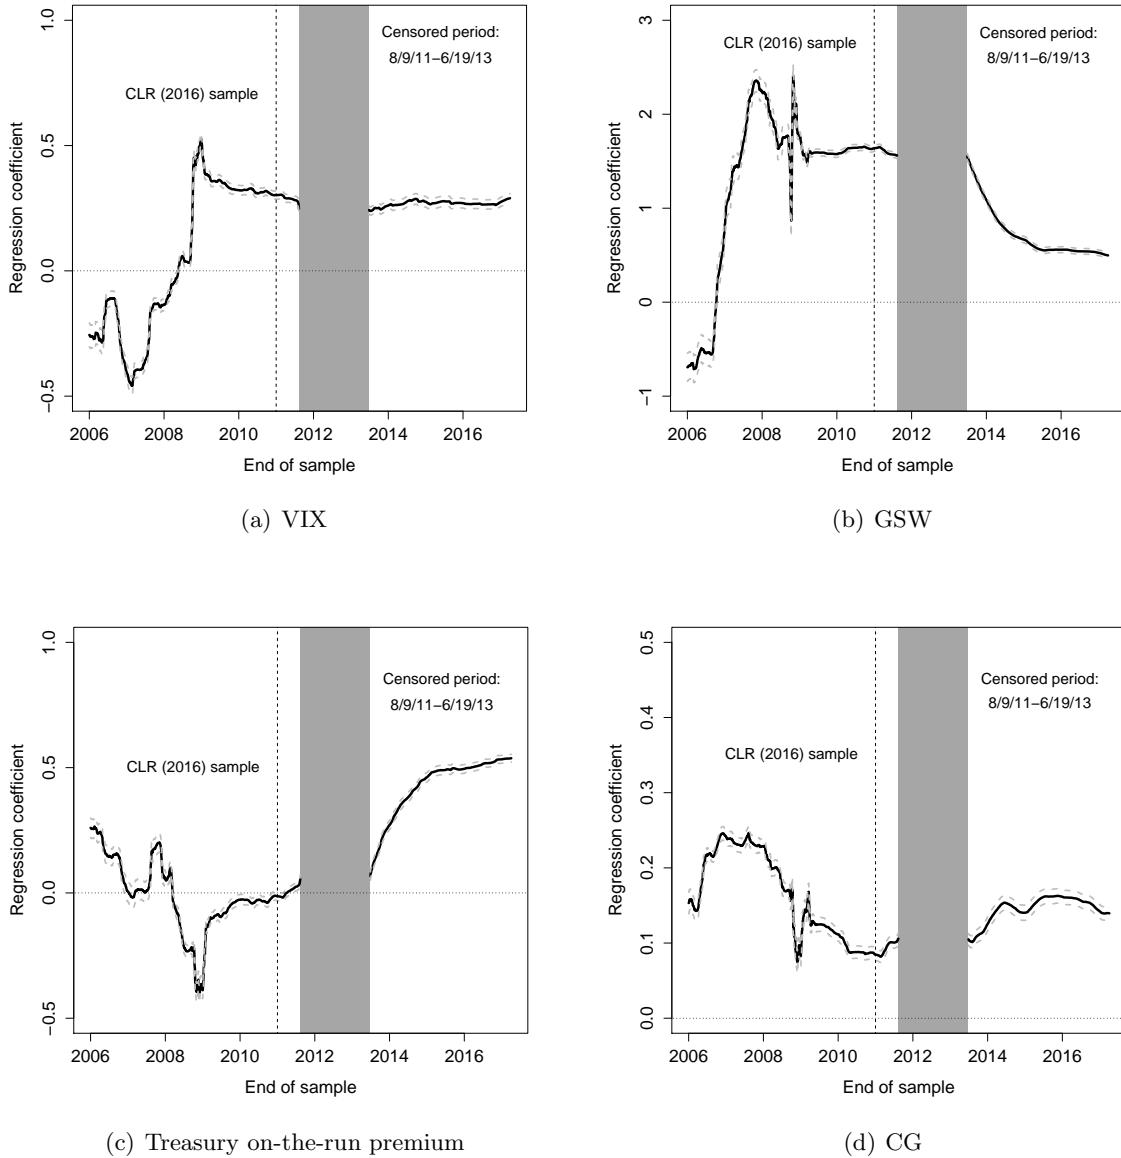 1.0
0.5
0.0
−0.5
Regression coefficient
CLR (2016) sample
Censored period:
8/9/11−6/19/13
2006 2008 2010 2012 2014 2016
End of sample
(a) VIX
3
2
1
0
−1
Regression coefficient
CLR (2016) sample
Censored period:
8/9/11−6/19/13
2006 2008 2010 2012 2014 2016
End of sample
(b) GSW
1.0
0.5
0.0
−0.5
Regression coefficient
CLR (2016) sample
Censored period:
8/9/11−6/19/13
2006 2008 2010 2012 2014 2016
End of sample
(c) Treasury on-the-run premium
0.5
0.4
0.3
0.2
0.1
0.0
Regression coefficient
CLR (2016) sample
Censored period:
8/9/11−6/19/13
2006 2008 2010 2012 2014 2016
End of sample
(d) CG